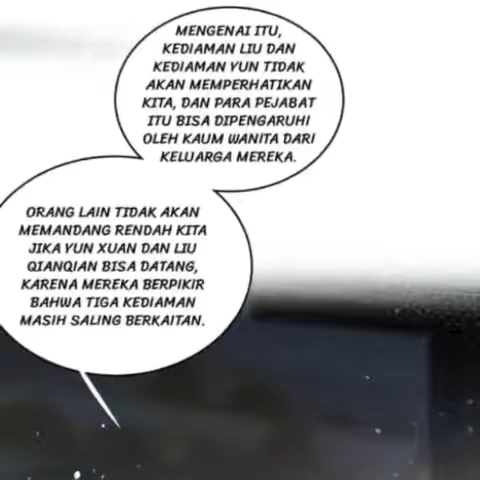 MENGENAI ITU,
KEDIAMAN LIU DAN
KEDIAMAN YUN TIDAK
AKAN MEMPERHATIKAN
KITA, DAN PARA PEJABAT
ITU BISA DIPENGARUHI
OLEH KAUM WANITA DARI
KELUARGA MEREKA.
ORANG LAIN TIDAK AKAN
MEMANDANG RENDAH KITA
JIKA YUN XUAN DAN LIU
QIANQIAN BISA DATANG,
KARENA MEREKA BERPIKIR
BAHWA TIGA KEDIAMAN
MASIH SALING BERKAITAN.